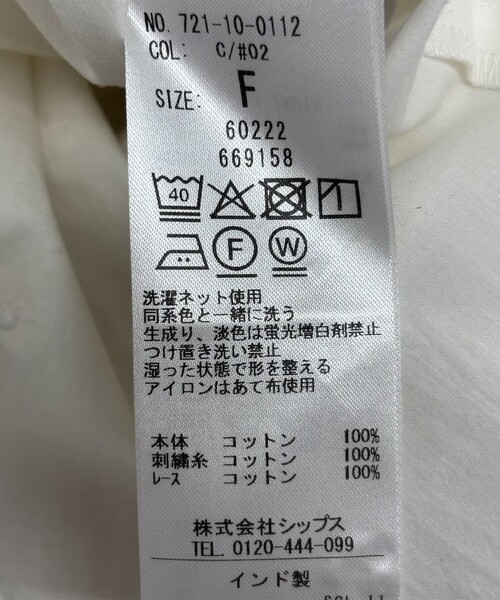 NO. 721-10-0112
COL: C/#02
SIZE: F
60222
669158
40
F W
洗濯ネット使用
同系色と一緒に洗う
生成り、淡色は蛍光増白剤禁止
つけ置き洗い禁止
湿った状態で形を整える
アイロンはあて布使用
本体 コットン 100%
刺繍糸 コットン 100%
レース コットン 100%
株式会社シップス
TEL. 0120-444-099
インド製